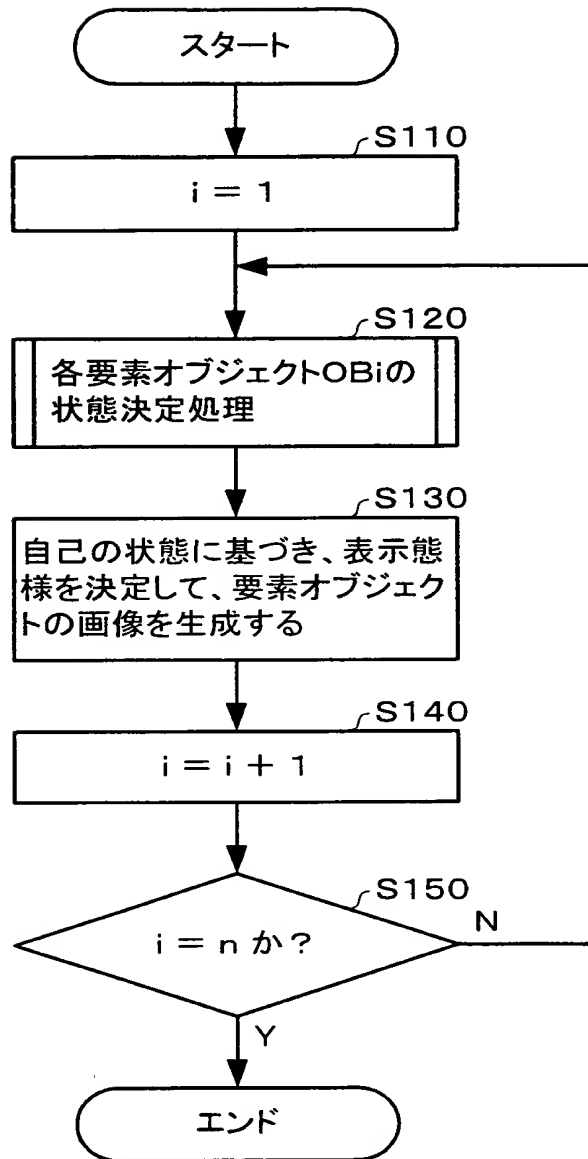 スタート
S110
i = 1
S120
各要素オブジェクトOBiの
状態決定処理
S130
自己の状態に基づき、表示態
様を決定して、要素オブジェク
トの画像を生成する
S140
i = i + 1
S150
i = n か?
N
Y
エンド